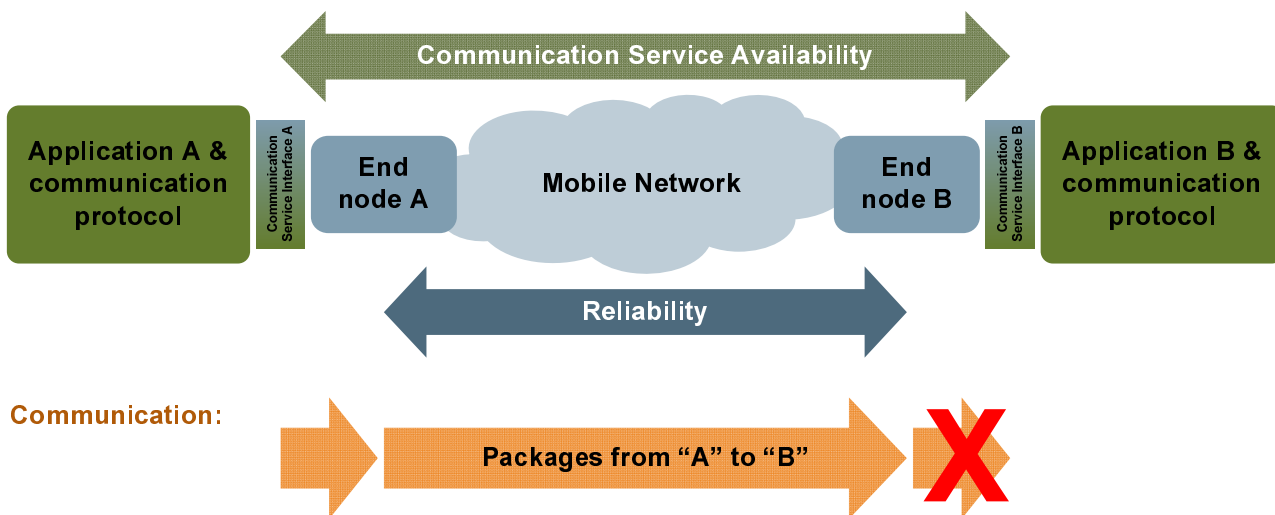 Communication Service Availability
Application A &
communication
protocol
Communication
Service Interface A
End
node A
Mobile Network
End
node B
Communication
Service Interface B
Application B &
communication
protocol
Reliability
Communication:
Packages from “A” to “B”
X